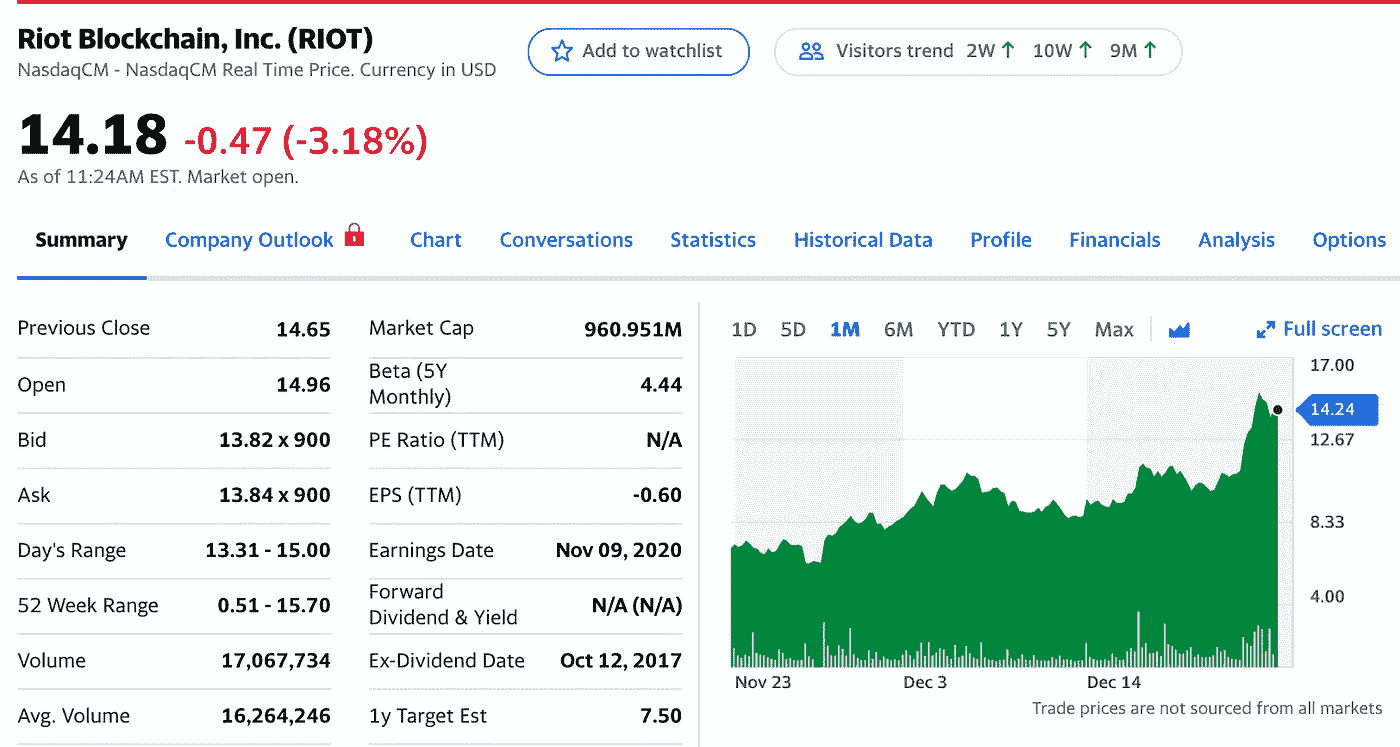 Riot Blockchain, Inc. (RIOT)
NasdaqCM - NasdaqCM Real Time Price. Currency in USD
Add to watchlist
Visitors trend 2W↑ 10W↑ 9M↑
14.18 -0.47 (-3.18%)
As of 11:24AM EST. Market open.
Summary Company Outlook Chart Conversations Statistics Historical Data Profile Financials Analysis Options
Previous Close 14.65
Open 14.96
Bid 13.82 x 900
Ask 13.84 x 900
Day's Range 13.31 - 15.00
52 Week Range 0.51 - 15.70
Volume 17,067,734
Avg. Volume 16,264,246
Market Cap 960.951M
Beta (5Y
Monthly) 4.44
PE Ratio (TTM) N/A
EPS (TTM) -0.60
Earnings Date Nov 09, 2020
Forward
Dividend & Yield N/A (N/A)
Ex-Dividend Date Oct 12, 2017
1y Target Est 7.50
1D 5D 1M 6M YTD 1Y 5Y Max Full screen
17.00
14.24
12.67
8.33
4.00
Nov 23 Dec 3 Dec 14
Trade prices are not sourced from all markets